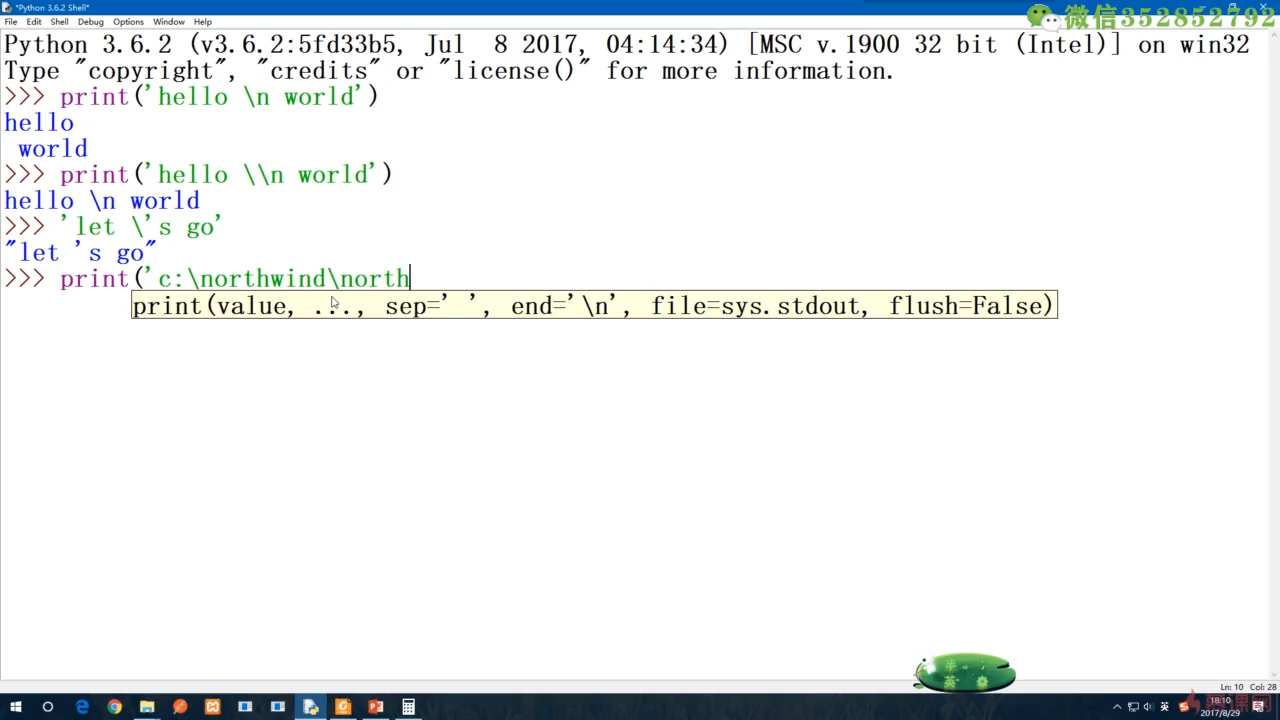 *Python 3.6.2 Shell*
微信352852792
File Edit Shell Debug Options Window Help
Python 3.6.2 (v3.6.2:5fd33b5, Jul  8 2017, 04:14:34) [MSC v.1900 32 bit (Intel)] on win32
Type "copyright", "credits" or "license()" for more information.
>>> print('hello \n world')
hello
 world
>>> print('hello \\n world')
hello \n world
>>> 'let \'s go'
"let 's go"
>>> print('c:\northwind\north
print(value, ..., sep=' ', end='\n', file=sys.stdout, flush=False)
半
英
Ln: 10 Col: 28
英
18:10
2017/8/29